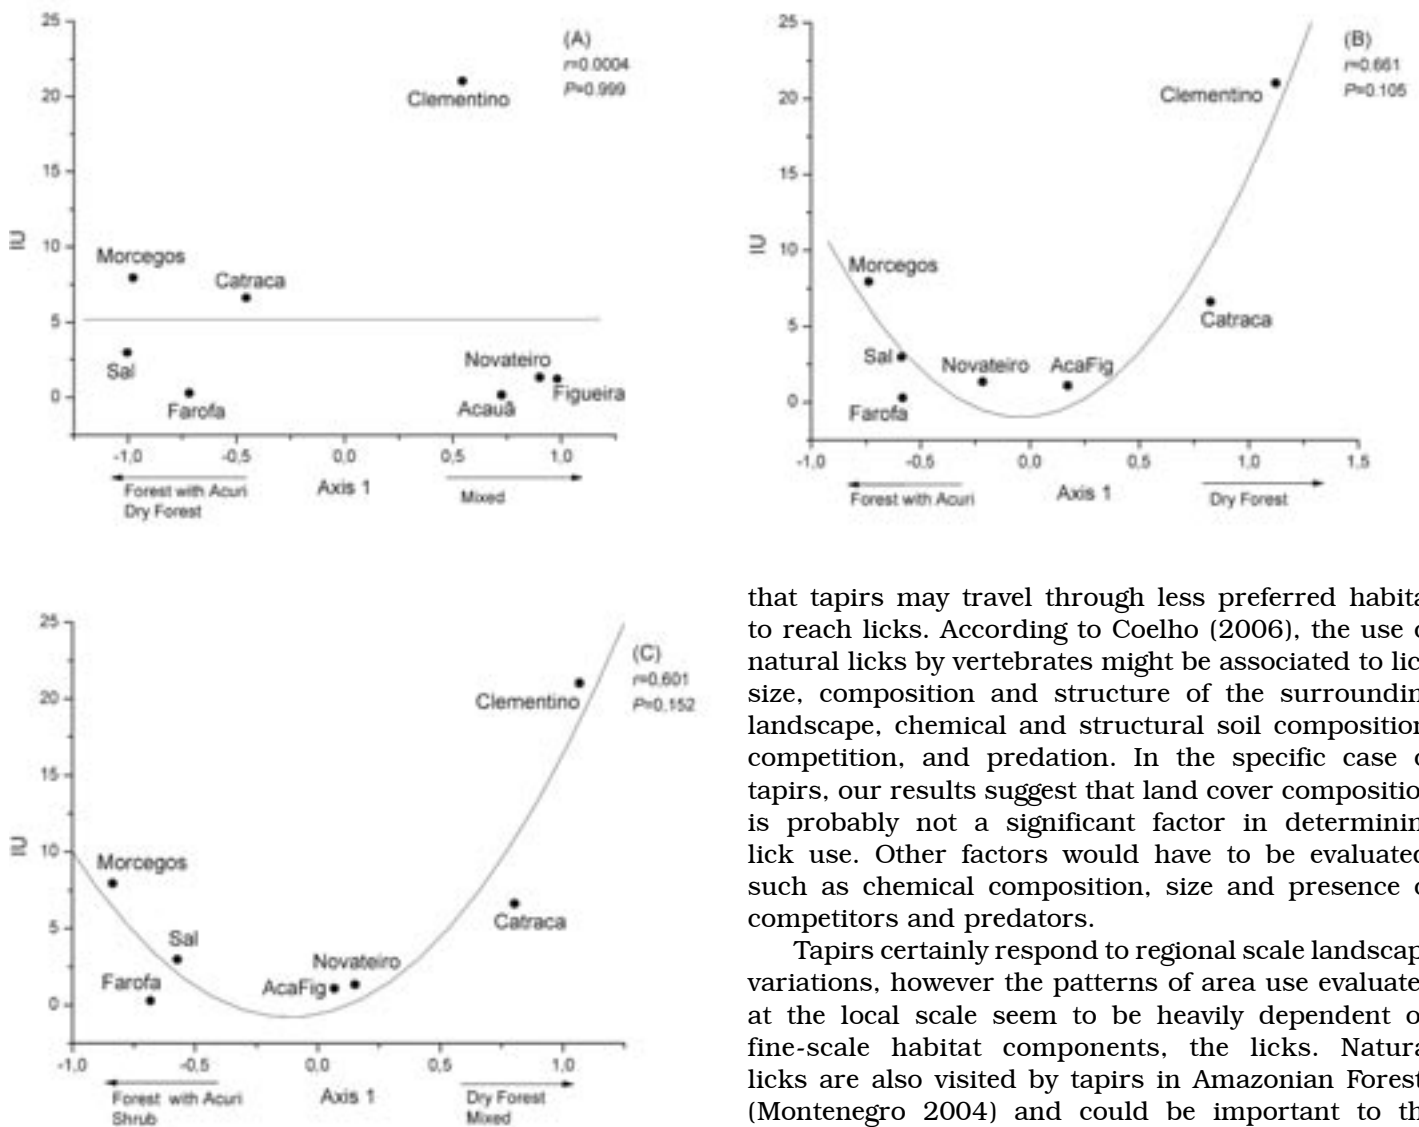 25
20
15
10
5
0
IU
(A)
r=0.0004
P=0.999
Clementino
Morcegos
Catraca
Sal
Farofa
Novateiro
Figueira
Acauã
-1,0 -0,5 0,0 0,5 1,0
Axis 1
Forest with Acuri
Dry Forest
Mixed
25
20
15
10
5
0
IU
(B)
r=0.661
P=0.105
Clementino
Morcegos
Sal
Farofa
Novateiro
AcaFig
Catraca
-1,0 -0,5 0,0 0,5 1,0 1,5
Axis 1
Forest with Acuri
Dry Forest
25
20
15
10
5
0
IU
(C)
r=0,601
P=0,152
Clementino
Morcegos
Sal
Farofa
Novateiro
AcaFig
Catraca
-1,0 -0,5 0,0 0,5 1,0
Axis 1
Forest with Acuri
Shrub
Dry Forest
Mixed
that tapirs may travel through less preferred habita
to reach licks. According to Coelho (2006), the use o
natural licks by vertebrates might be associated to lic
size, composition and structure of the surroundin
landscape, chemical and structural soil composition
competition, and predation. In the specific case o
tapirs, our results suggest that land cover compositio
is probably not a significant factor in determinin
lick use. Other factors would have to be evaluated
such as chemical composition, size and presence o
competitors and predators.
Tapirs certainly respond to regional scale landscap
variations, however the patterns of area use evaluate
at the local scale seem to be heavily dependent o
fine-scale habitat components, the licks. Natura
licks are also visited by tapirs in Amazonian Forest
(Montenegro 2004) and could be important to th